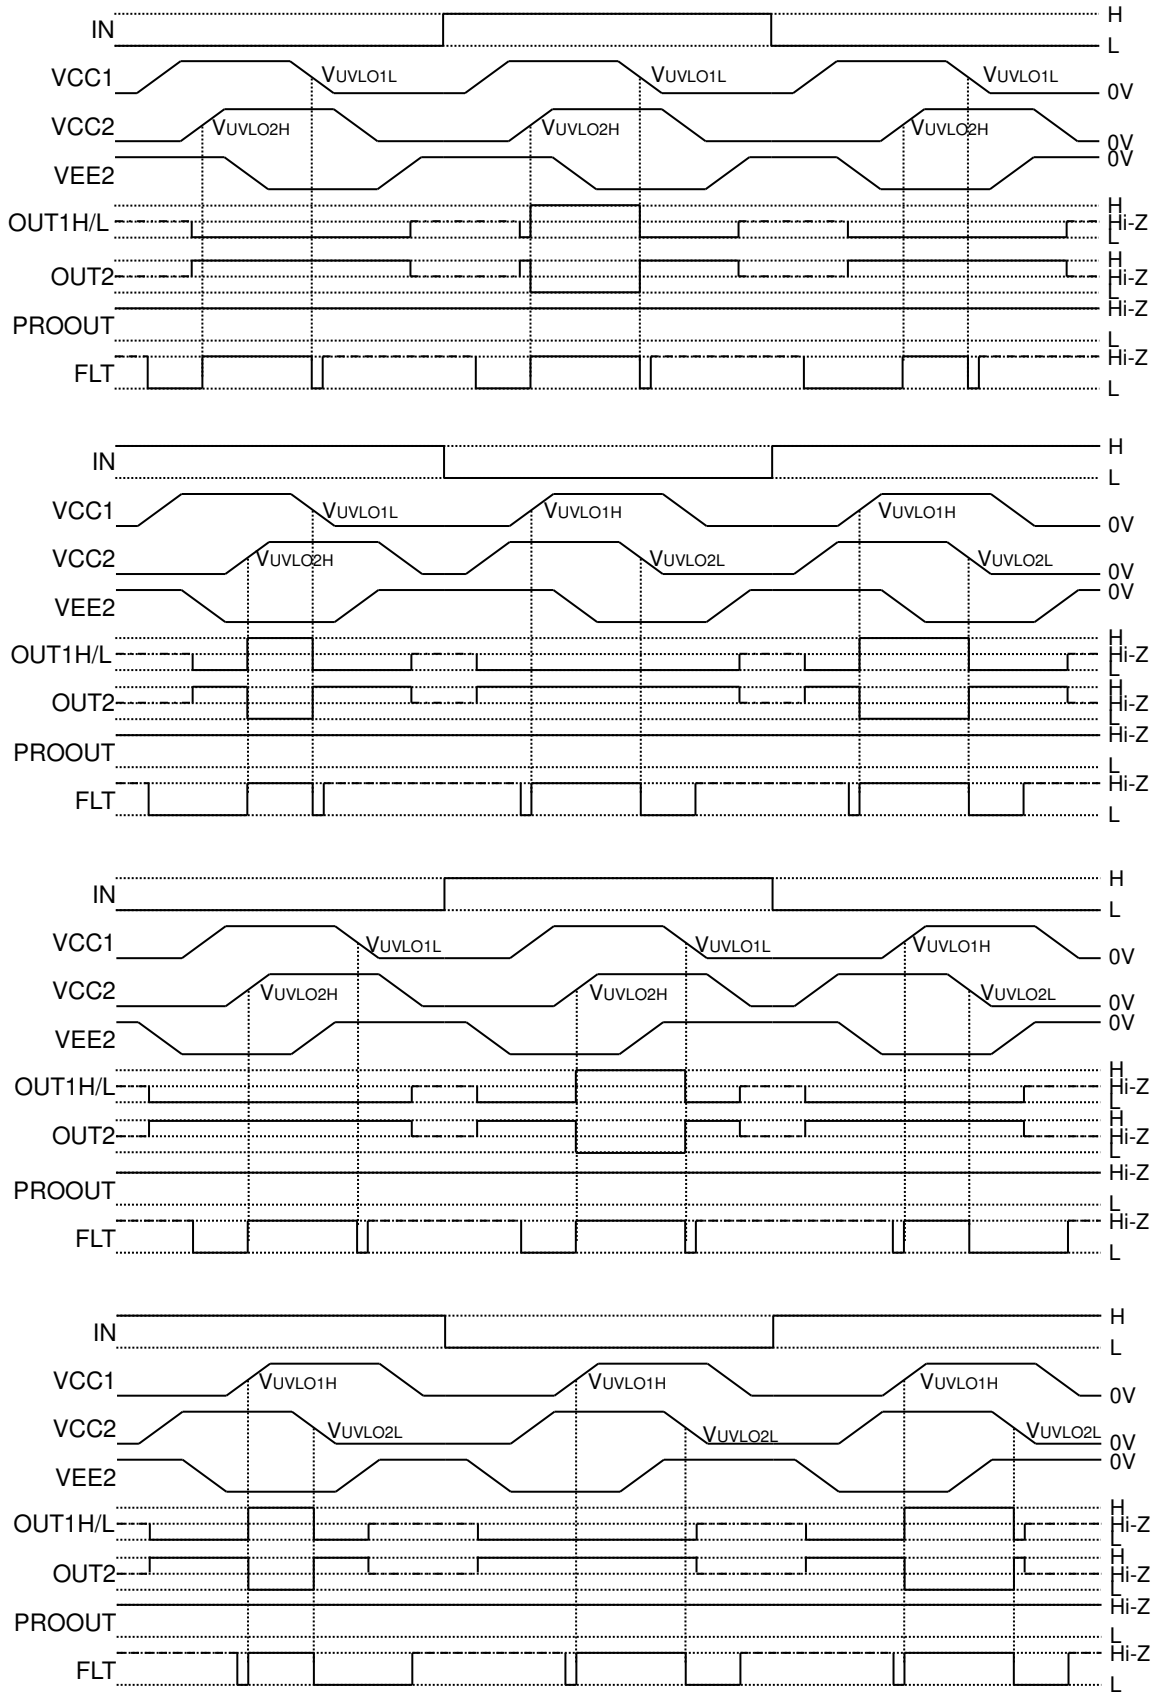 IN H
L
VCC1 VUVLO1L VUVLO1L VUVLO1L 0V
VCC2 VUVLO2H VUVLO2H VUVLO2H 0V
VEE2 0V
OUT1H/L H
Hi-Z
L
OUT2 H
Hi-Z
L
PROOUT Hi-Z
L
FLT Hi-Z
L
IN H
L
VCC1 VUVLO1L VUVLO1H VUVLO1H 0V
VCC2 VUVLO2H VUVLO2L VUVLO2L 0V
VEE2 0V
OUT1H/L H
Hi-Z
L
OUT2 H
Hi-Z
L
PROOUT Hi-Z
L
FLT Hi-Z
L
IN H
L
VCC1 VUVLO1L VUVLO1L VUVLO1H 0V
VCC2 VUVLO2H VUVLO2H VUVLO2L 0V
VEE2 0V
OUT1H/L H
Hi-Z
L
OUT2 H
Hi-Z
L
PROOUT Hi-Z
L
FLT Hi-Z
L
IN H
L
VCC1 VUVLO1H VUVLO1H VUVLO1H 0V
VCC2 VUVLO2L VUVLO2L VUVLO2L 0V
VEE2 0V
OUT1H/L H
Hi-Z
L
OUT2 H
Hi-Z
L
PROOUT Hi-Z
L
FLT Hi-Z
L